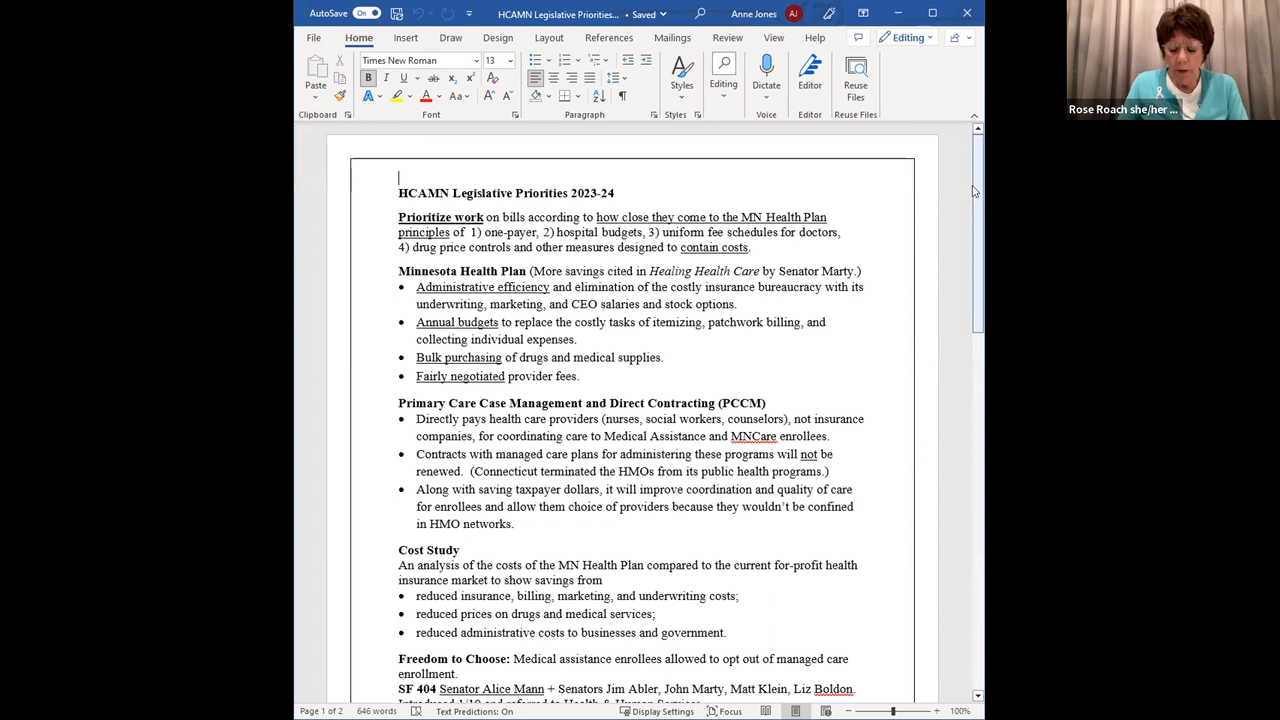 AutoSave On HCAMN Legislative Priorities... • Saved Anne Jones AJ
File Home Insert Draw Design Layout References Mailings Review View Help Editing
Times New Roman 13
Paste Styles Editing Dictate Editor Reuse Files
B I U ab x₂ x² A
A A Aa A A
Clipboard Font Paragraph Styles Voice Editor Reuse Files
HCAMN Legislative Priorities 2023-24
Prioritize work on bills according to how close they come to the MN Health Plan
principles of 1) one-payer, 2) hospital budgets, 3) uniform fee schedules for doctors,
4) drug price controls and other measures designed to contain costs.
Minnesota Health Plan (More savings cited in Healing Health Care by Senator Marty.)
• Administrative efficiency and elimination of the costly insurance bureaucracy with its
underwriting, marketing, and CEO salaries and stock options.
• Annual budgets to replace the costly tasks of itemizing, patchwork billing, and
collecting individual expenses.
• Bulk purchasing of drugs and medical supplies.
• Fairly negotiated provider fees.
Primary Care Case Management and Direct Contracting (PCCM)
• Directly pays health care providers (nurses, social workers, counselors), not insurance
companies, for coordinating care to Medical Assistance and MNCare enrollees.
• Contracts with managed care plans for administering these programs will not be
renewed. (Connecticut terminated the HMOs from its public health programs.)
• Along with saving taxpayer dollars, it will improve coordination and quality of care
for enrollees and allow them choice of providers because they wouldn't be confined
in HMO networks.
Cost Study
An analysis of the costs of the MN Health Plan compared to the current for-profit health
insurance market to show savings from
• reduced insurance, billing, marketing, and underwriting costs;
• reduced prices on drugs and medical services;
• reduced administrative costs to businesses and government.
Freedom to Choose: Medical assistance enrollees allowed to opt out of managed care
enrollment.
SF 404 Senator Alice Mann + Senators Jim Abler, John Marty, Matt Klein, Liz Boldon.
Page 1 of 2 646 words Text Predictions: On Display Settings Focus 100%
Rose Roach she/her ...